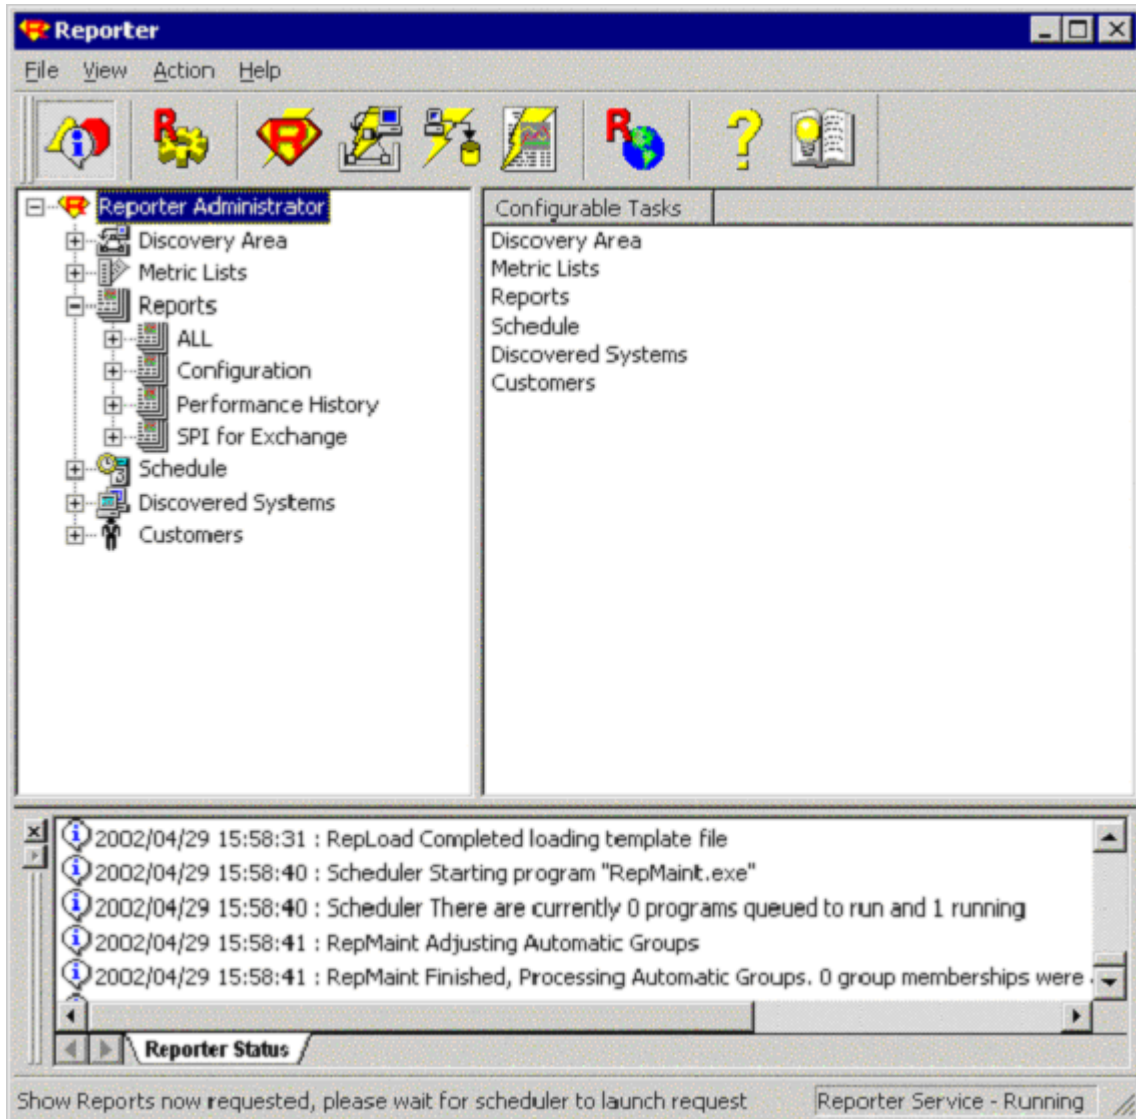 Reporter
File View Action Help
Reporter Administrator
Discovery Area
Metric Lists
Reports
ALL
Configuration
Performance History
SPI for Exchange
Schedule
Discovered Systems
Customers
Configurable Tasks
Discovery Area
Metric Lists
Reports
Schedule
Discovered Systems
Customers
2002/04/29 15:58:31 : RepLoad Completed loading template file
2002/04/29 15:58:40 : Scheduler Starting program "RepMaint.exe"
2002/04/29 15:58:40 : Scheduler There are currently 0 programs queued to run and 1 running
2002/04/29 15:58:41 : RepMaint Adjusting Automatic Groups
2002/04/29 15:58:41 : RepMaint Finished, Processing Automatic Groups. 0 group memberships were
Reporter Status
Show Reports now requested, please wait for scheduler to launch request
Reporter Service - Running